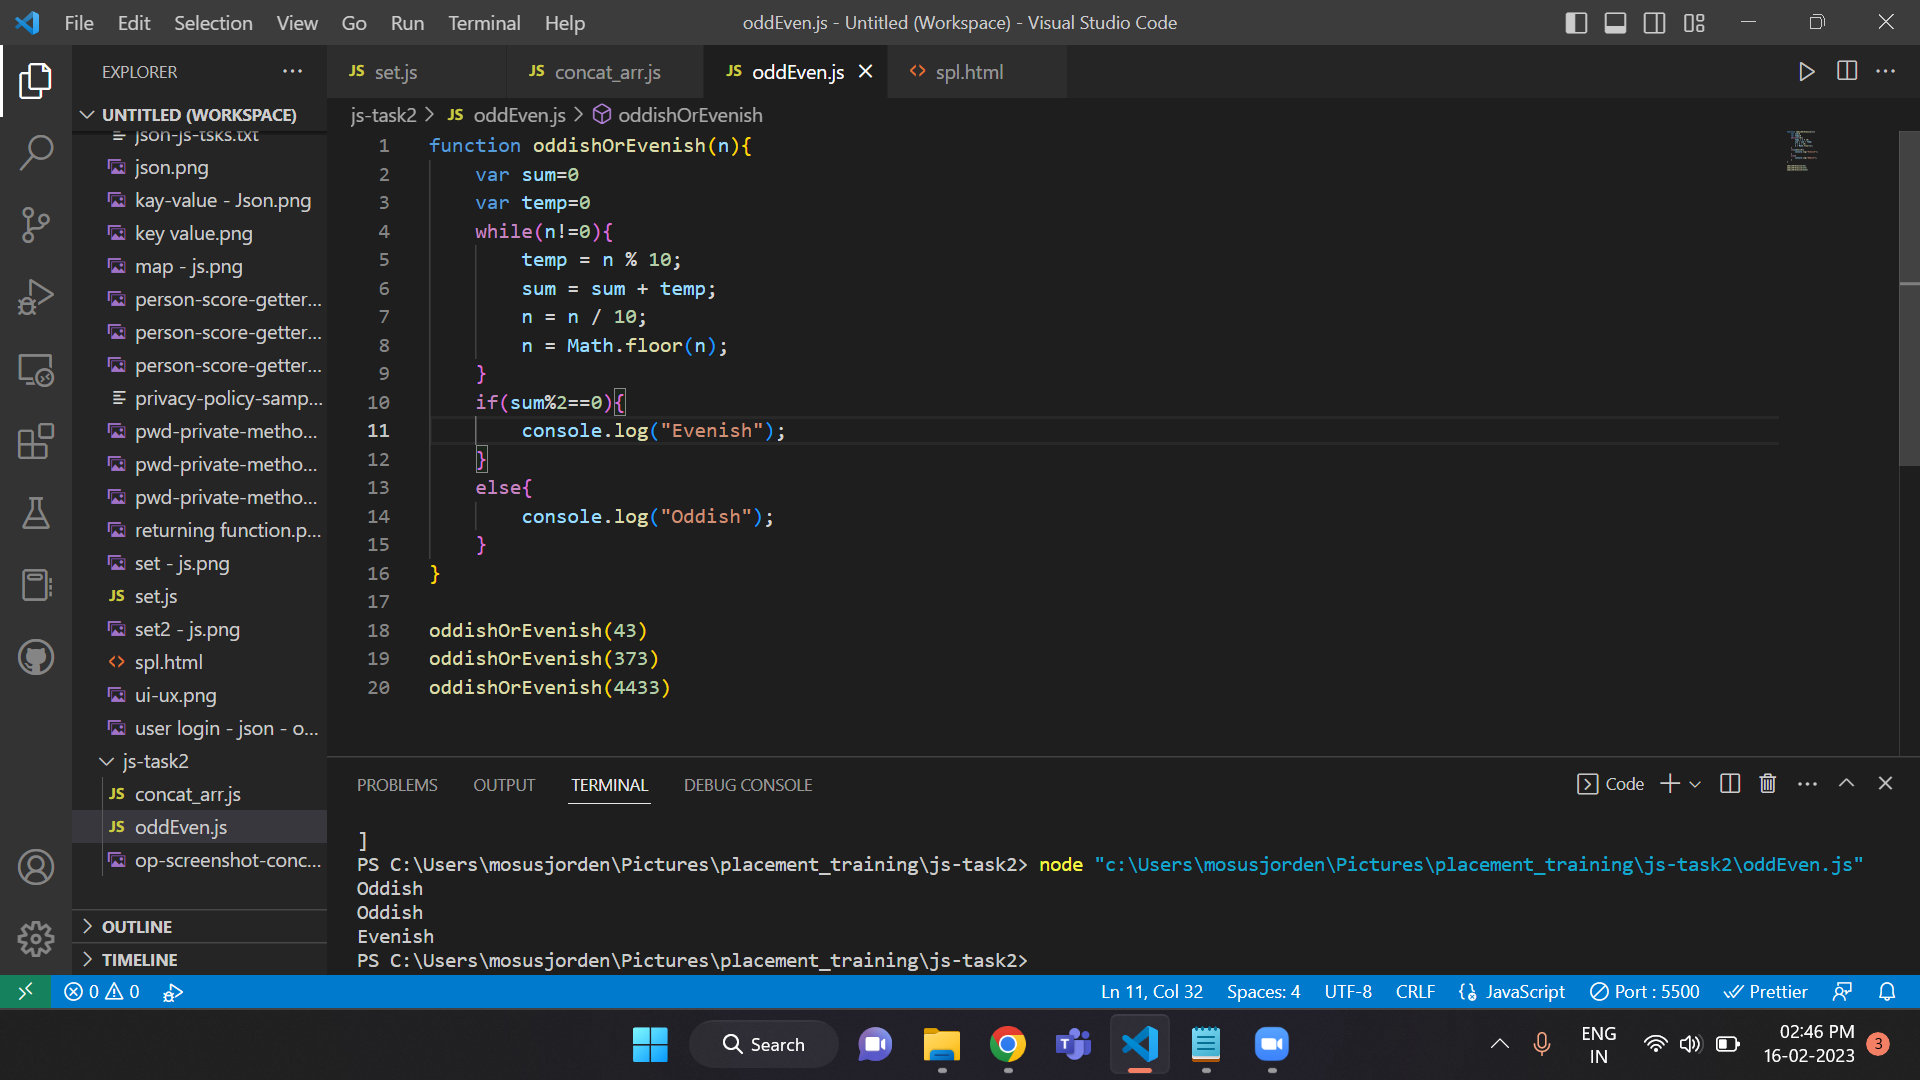 File Edit Selection View Go Run Terminal Help
oddEven.js - Untitled (Workspace) - Visual Studio Code
EXPLORER
UNTITLED (WORKSPACE)
json-js-tsks.txt
json.png
kay-value - Json.png
key value.png
map - js.png
person-score-getter...
person-score-getter...
person-score-getter...
privacy-policy-samp...
pwd-private-metho...
pwd-private-metho...
pwd-private-metho...
returning function.p...
set - js.png
JS set.js
set2 - js.png
<> spl.html
ui-ux.png
user login - json - o...
js-task2
JS concat_arr.js
JS oddEven.js
op-screenshot-conc...
OUTLINE
TIMELINE
JS set.js
JS concat_arr.js
JS oddEven.js
<> spl.html
js-task2 > JS oddEven.js > oddishOrEvenish
1 function oddishOrEvenish(n){
2 var sum=0
3 var temp=0
4 while(n!=0){
5 temp = n % 10;
6 sum = sum + temp;
7 n = n / 10;
8 n = Math.floor(n);
9 }
10 if(sum%2==0){
11 console.log("Evenish");
12 }
13 else{
14 console.log("Oddish");
15 }
16 }
17
18 oddishOrEvenish(43)
19 oddishOrEvenish(373)
20 oddishOrEvenish(4433)
PROBLEMS OUTPUT TERMINAL DEBUG CONSOLE
Code
]
PS C:\Users\mosusjorden\Pictures\placement_training\js-task2> node "c:\Users\mosusjorden\Pictures\placement_training\js-task2\oddEven.js"
Oddish
Oddish
Evenish
PS C:\Users\mosusjorden\Pictures\placement_training\js-task2>
0 0
Ln 11, Col 32 Spaces: 4 UTF-8 CRLF JavaScript Port : 5500 Prettier
Search
ENG
IN
02:46 PM
16-02-2023
3